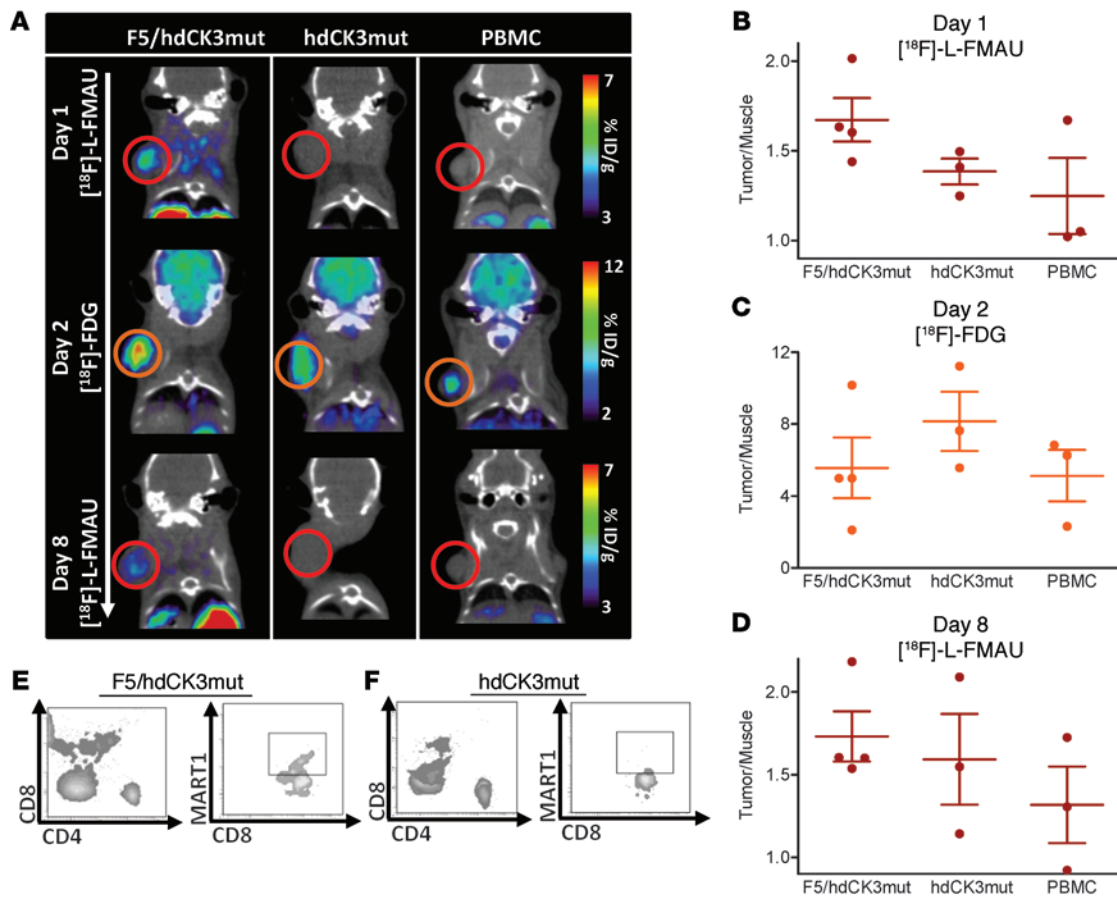 A
F5/hdCK3mut hdCK3mut PBMC
Day 1
[¹⁸F]-L-FMAU
7
% ID/g
3
Day 2
[¹⁸F]-FDG
12
% ID/g
2
Day 8
[¹⁸F]-L-FMAU
7
% ID/g
3
B
Day 1
[¹⁸F]-L-FMAU
Tumor/Muscle
2.0
1.5
1.0
F5/hdCK3mut hdCK3mut PBMC
C
Day 2
[¹⁸F]-FDG
Tumor/Muscle
12
8
4
0
F5/hdCK3mut hdCK3mut PBMC
D
Day 8
[¹⁸F]-L-FMAU
Tumor/Muscle
2.0
1.5
1.0
F5/hdCK3mut hdCK3mut PBMC
E
F5/hdCK3mut
CD8
CD4
MART1
CD8
F
hdCK3mut
CD8
CD4
MART1
CD8